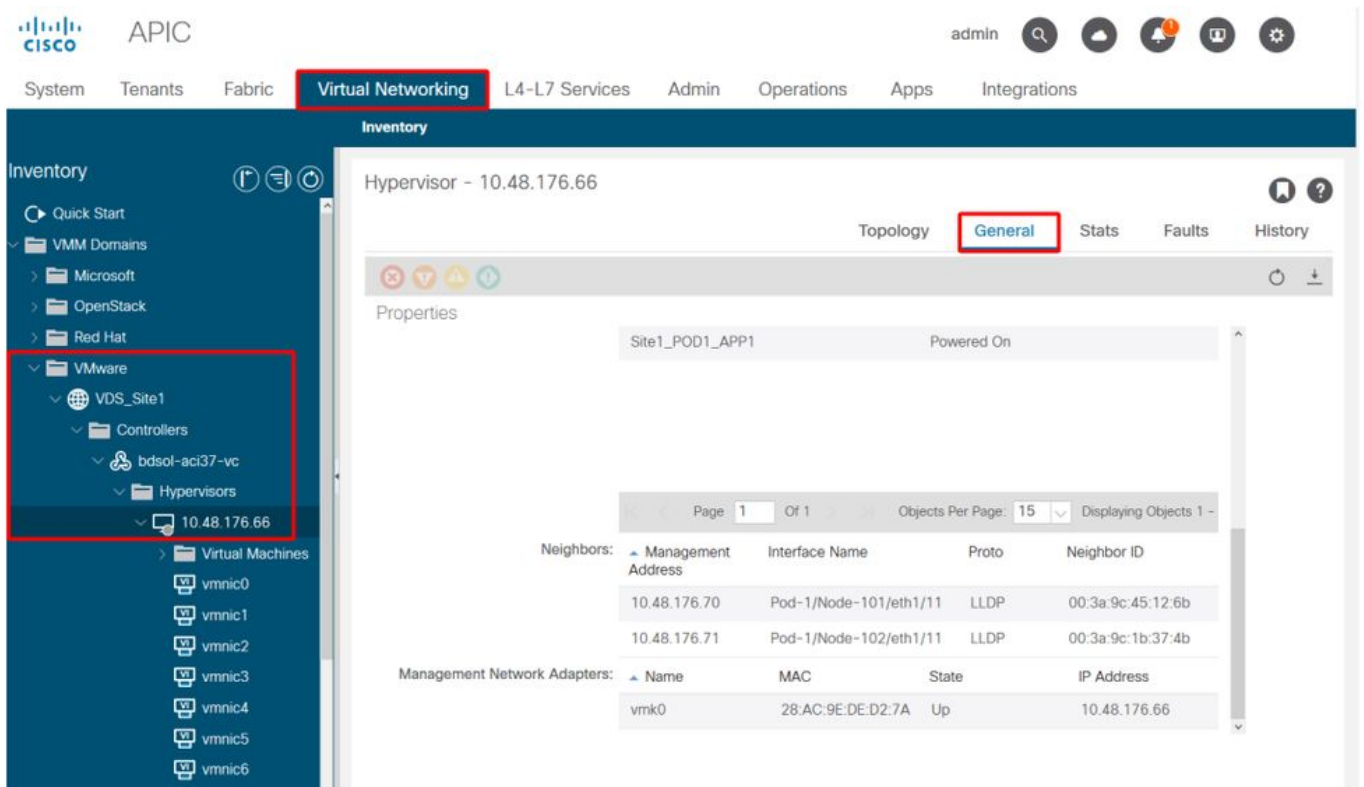 CISCO APIC admin 1
System Tenants Fabric Virtual Networking L4-L7 Services Admin Operations Apps Integrations
Inventory
Inventory
Quick Start
VMM Domains
Microsoft
OpenStack
Red Hat
VMware
VDS_Site1
Controllers
bdsol-aci37-vc
Hypervisors
10.48.176.66
Virtual Machines
vmnic0
vmnic1
vmnic2
vmnic3
vmnic4
vmnic5
vmnic6
Hypervisor - 10.48.176.66
Topology General Stats Faults History
Properties
Site1_POD1_APP1 Powered On
Page 1 Of 1 Objects Per Page: 15 Displaying Objects 1 -
Neighbors: Management Address Interface Name Proto Neighbor ID
10.48.176.70 Pod-1/Node-101/eth1/11 LLDP 00:3a:9c:45:12:6b
10.48.176.71 Pod-1/Node-102/eth1/11 LLDP 00:3a:9c:1b:37:4b
Management Network Adapters: Name MAC State IP Address
vmk0 28:AC:9E:DE:D2:7A Up 10.48.176.66